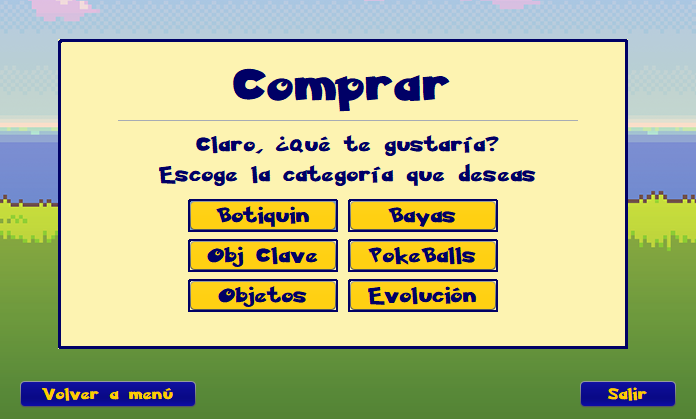 Comprar
Claro, ¿Qué te gustaría?
Escoge la categoría que deseas
Botiquin
Bayas
Obj Clave
PokeBalls
Objetos
Evolución
Volver a menú
Salir